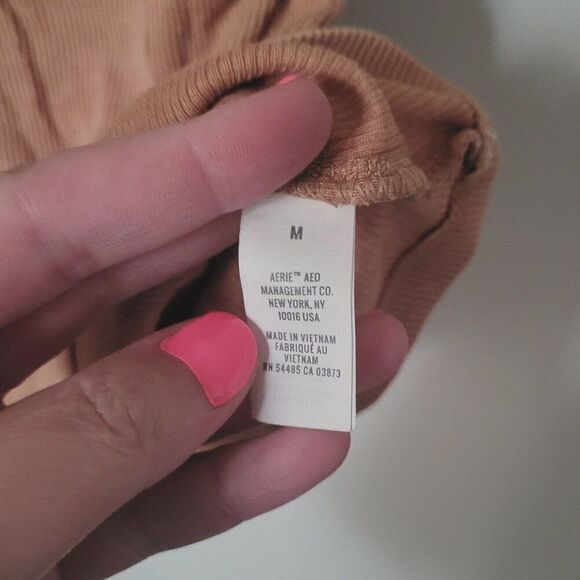 M
AERIE™ AEO
MANAGEMENT CO.
NEW YORK, NY
10016 USA
MADE IN VIETNAM
FABRIQUÉ AU
VIETNAM
RN 54485 CA 03873